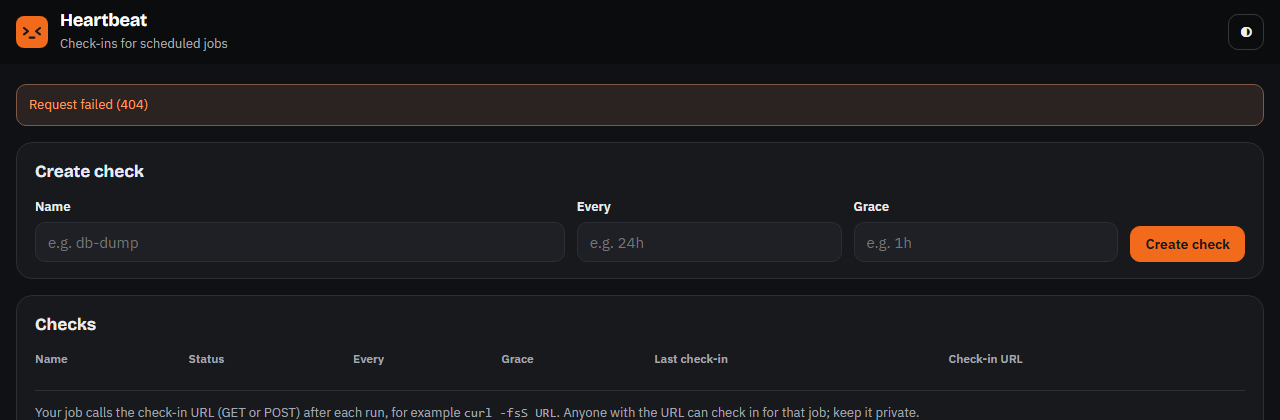 Heartbeat
Check-ins for scheduled jobs
Request failed (404)
Create check
Name Every Grace
e.g. db-dump e.g. 24h e.g. 1h Create check
Checks
Name Status Every Grace Last check-in Check-in URL
Your job calls the check-in URL (GET or POST) after each run, for example curl -fsS URL. Anyone with the URL can check in for that job; keep it private.